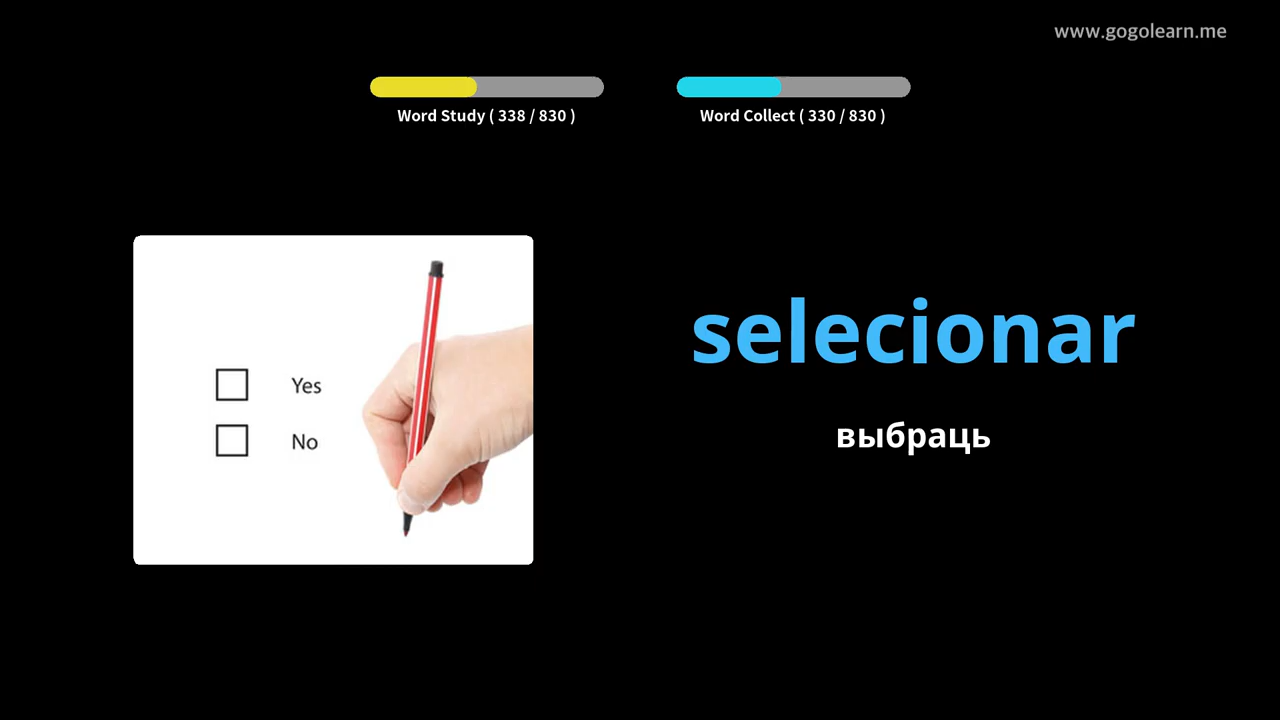 www.gogolearn.me
Word Study ( 338 / 830 )
Word Collect ( 330 / 830 )
Yes
No
selecionar
выбраць